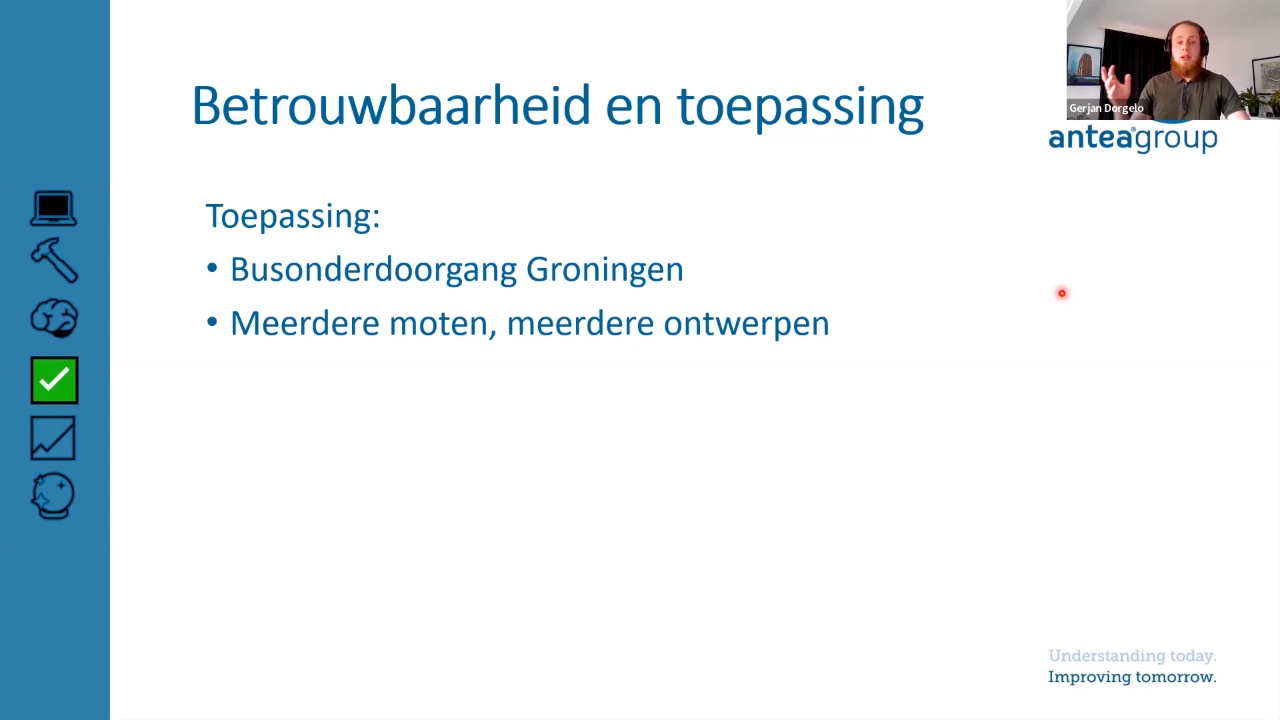 Betrouwbaarheid en toepassing
Gerjan Dorgelo
anteagroup
Toepassing:
• Busonderdoorgang Groningen
• Meerdere moten, meerdere ontwerpen
Understanding today.
Improving tomorrow.